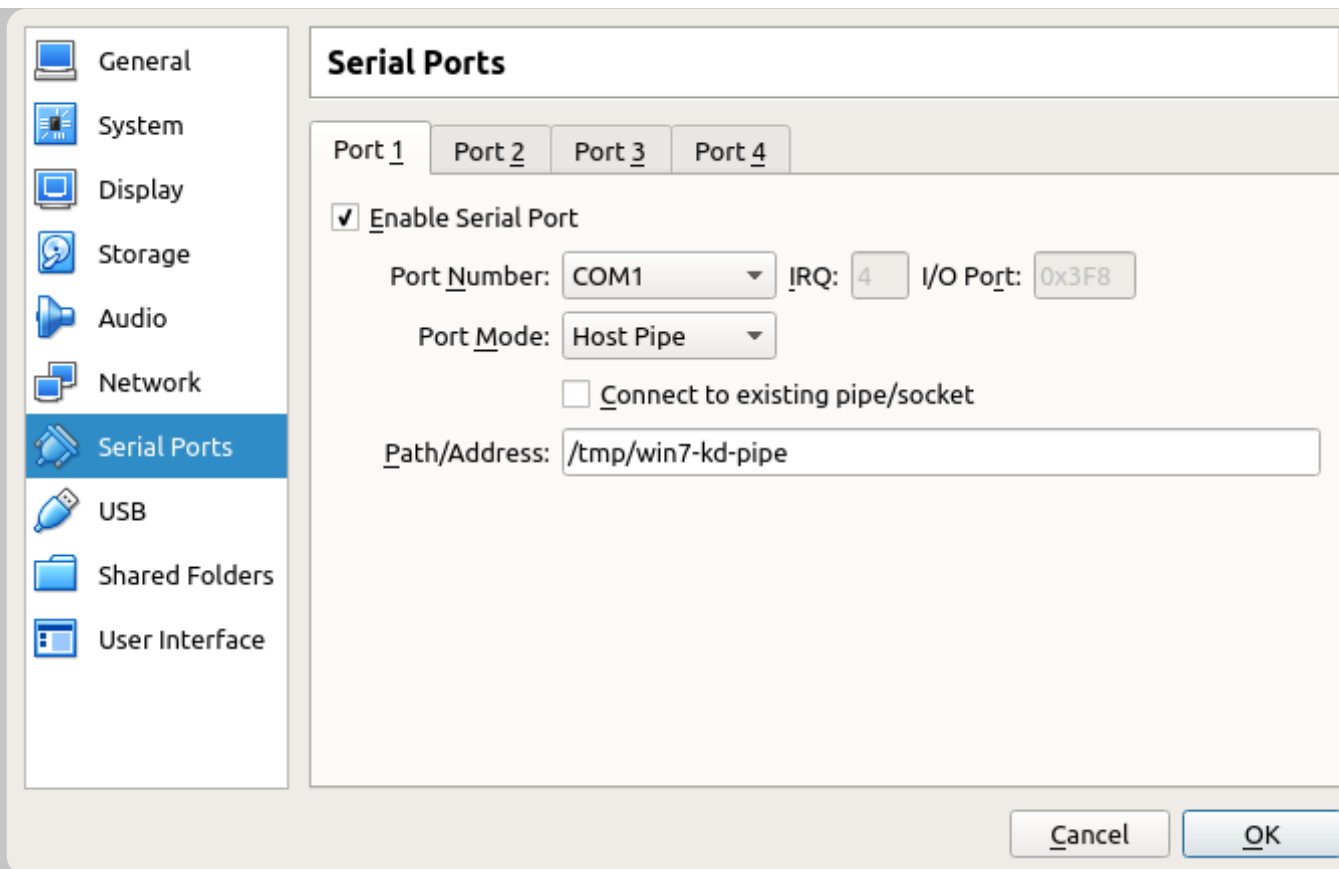 General
System
Display
Storage
Audio
Network
Serial Ports
USB
Shared Folders
User Interface
Serial Ports
Port 1 Port 2 Port 3 Port 4
Enable Serial Port
Port Number: COM1 IRQ: 4 I/O Port: 0x3F8
Port Mode: Host Pipe
Connect to existing pipe/socket
Path/Address: /tmp/win7-kd-pipe
Cancel OK